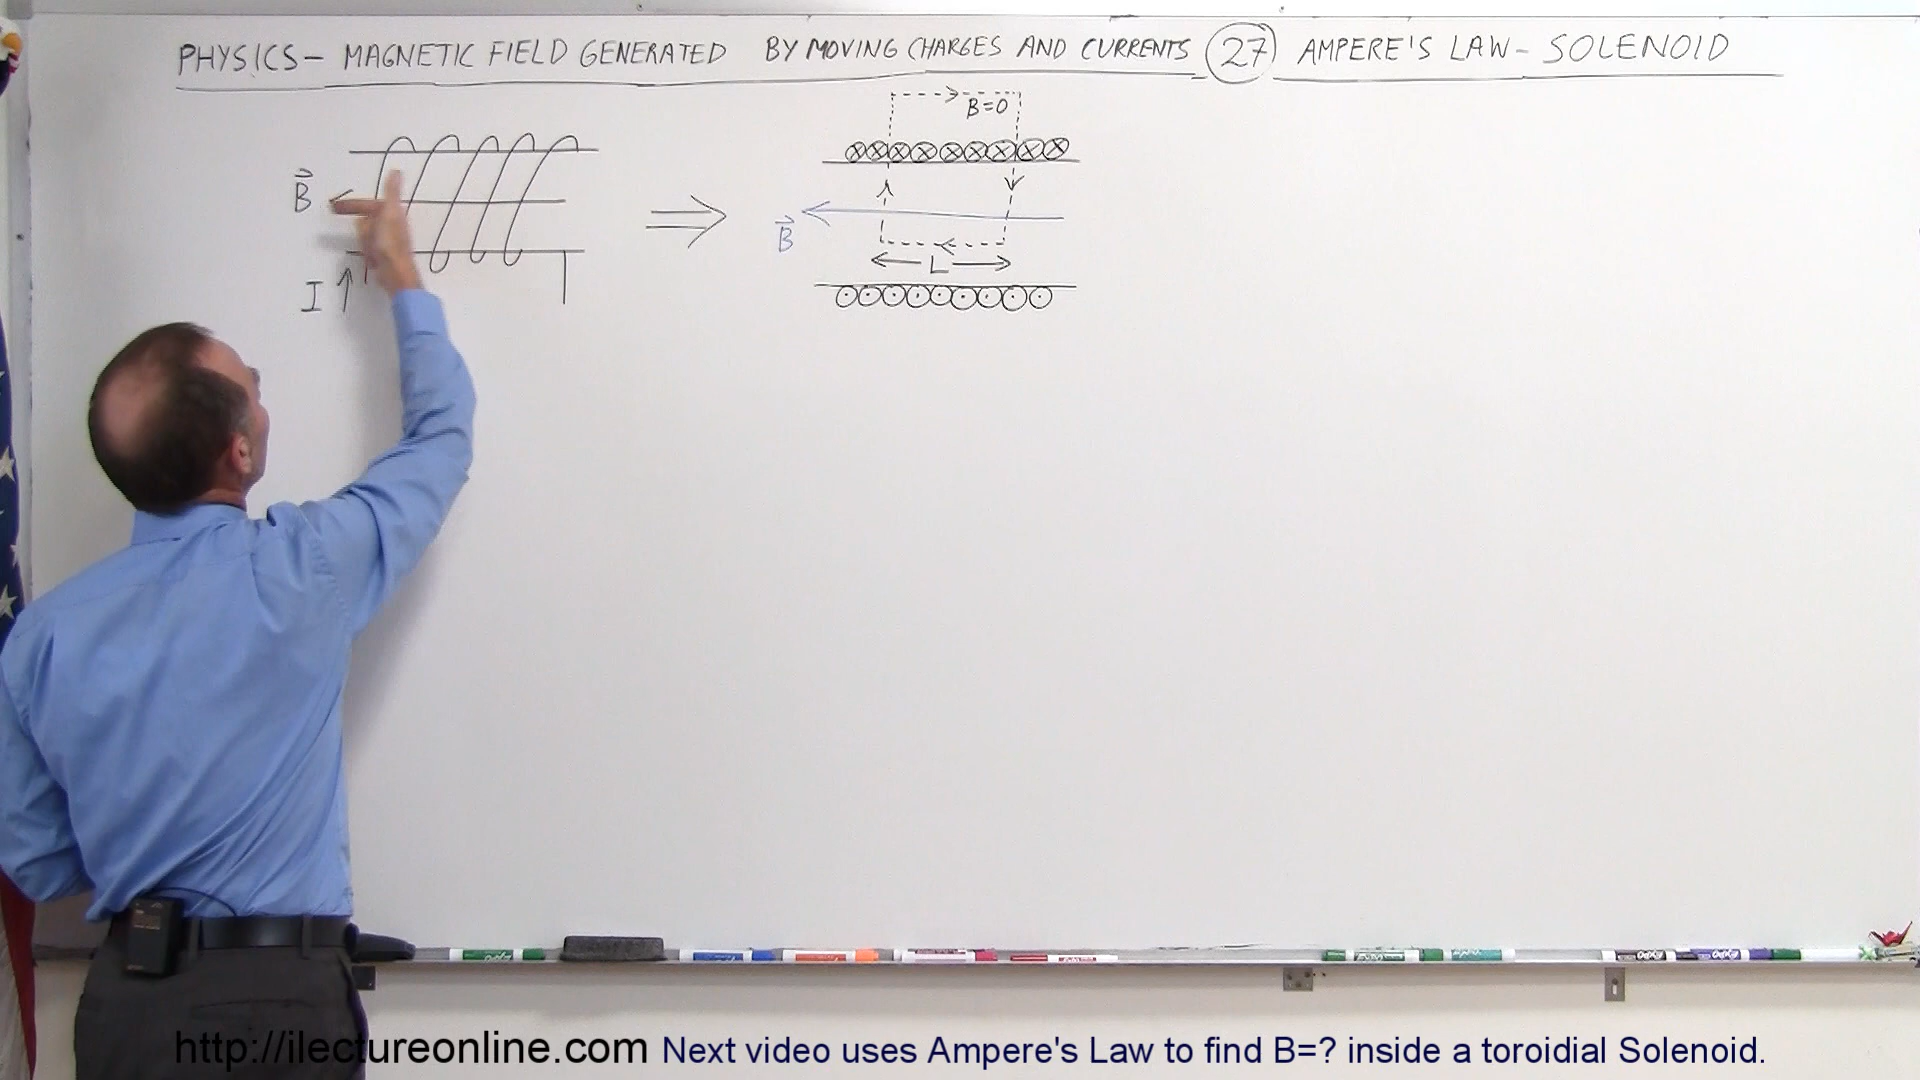 PHYSICS- MAGNETIC FIELD GENERATED BY MOVING CHARGES AND CURRENTS 27 AMPERE'S LAW- SOLENOID
B=0
B
B
L
I
http://ilectureonline.com Next video uses Ampere's Law to find B=? inside a toroidial Solenoid.